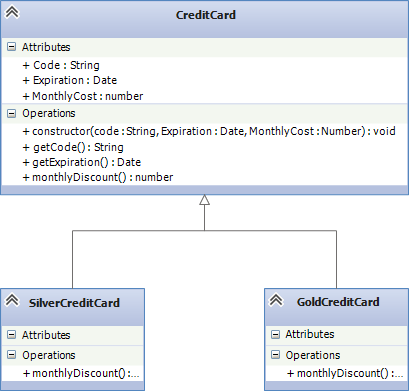 CreditCard
Attributes
+ Code : String
+ Expiration : Date
+ MonthlyCost : number
Operations
+ constructor(code : String, Expiration : Date, MonthlyCost : Number) : void
+ getCode() : String
+ getExpiration() : Date
+ monthlyDiscount() : number
SilverCreditCard
Attributes
Operations
+ monthlyDiscount() :...
GoldCreditCard
Attributes
Operations
+ monthlyDiscount() :...